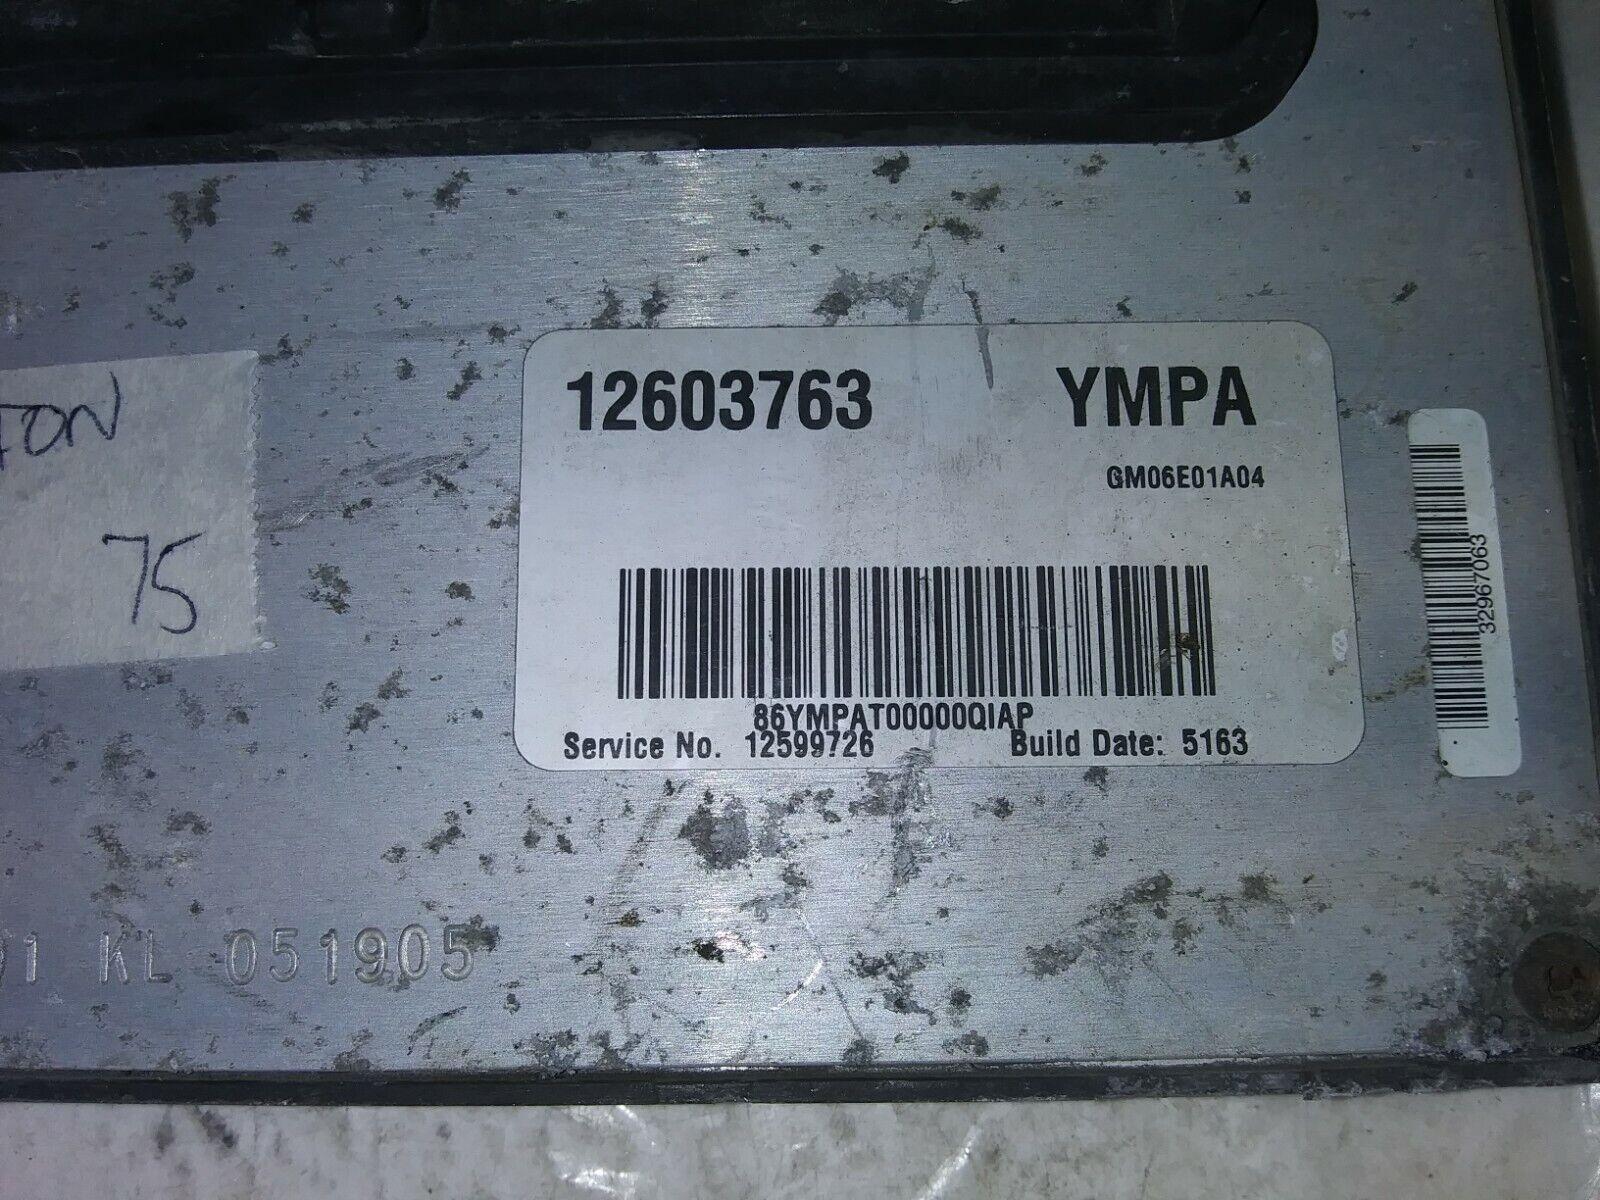 12603763 YMPA
GM06E01A04
75
86YMPAT00000QIAP
Service No. 12599726 Build Date: 5163
32967063
KL 051905